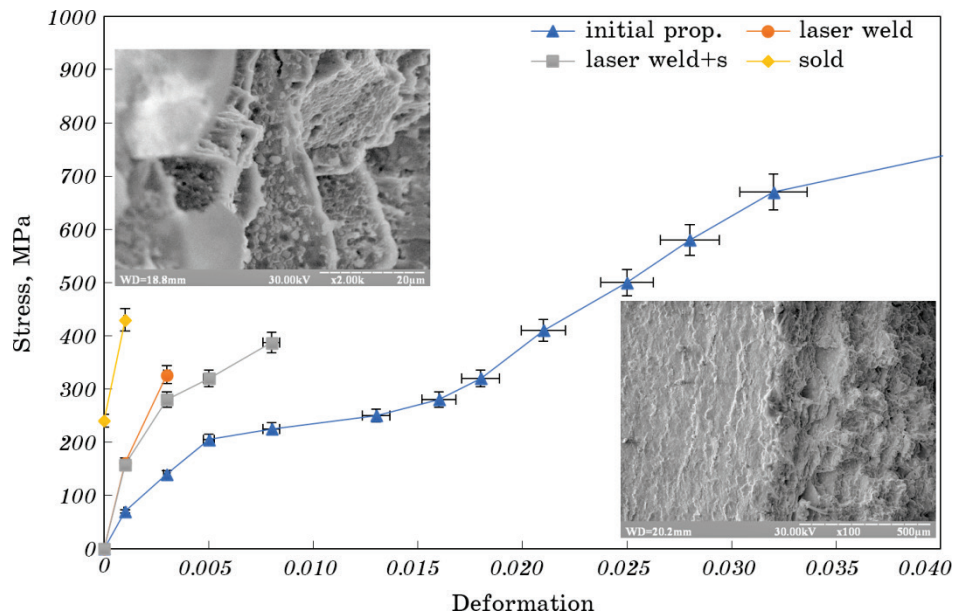 1000
900
800
700
600
500
400
300
200
100
0
Stress, MPa
initial prop.
laser weld
laser weld+s
sold
WD=18.8mm 30.00kV x2.00k 20µm
WD=20.2mm 30.00kV x100 500µm
0 0.005 0.010 0.015 0.020 0.025 0.030 0.035 0.040
Deformation